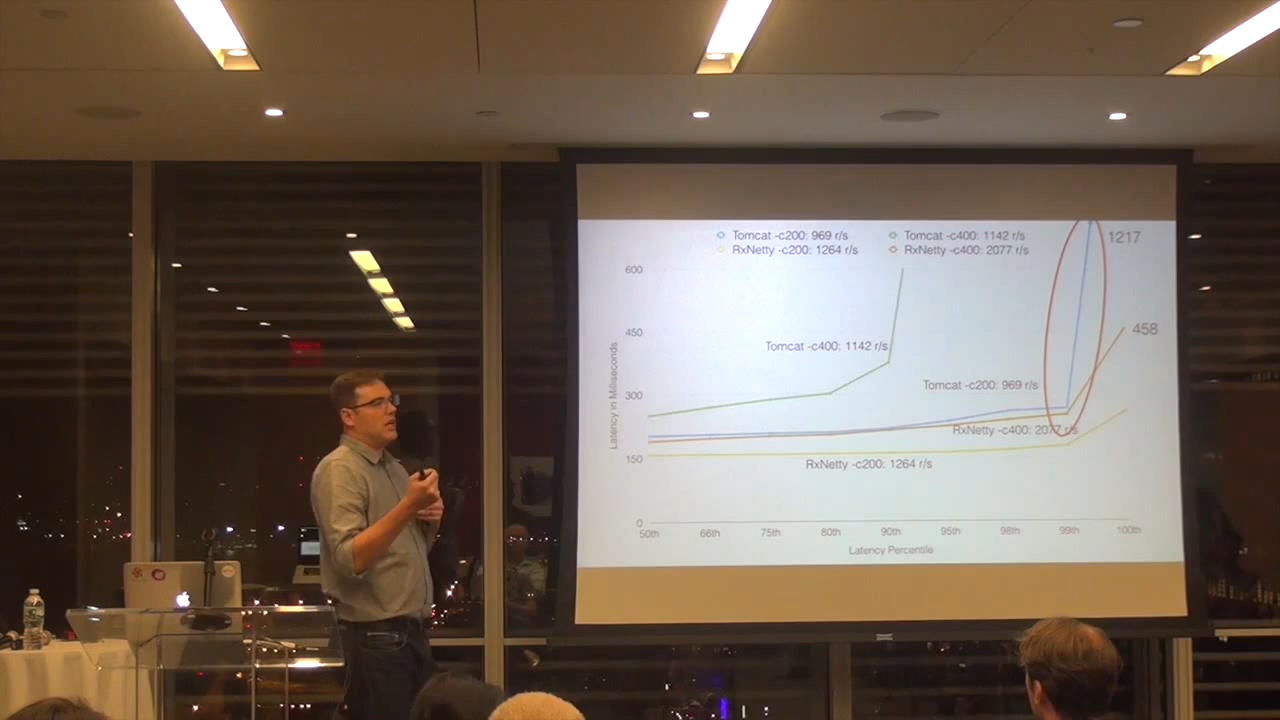 Tomcat -c200: 969 r/s
Tomcat -c400: 1142 r/s
RxNetty -c200: 1264 r/s
RxNetty -c400: 2077 r/s
1217
600
450
300
150
0
Latency in Milliseconds
458
Tomcat -c400: 1142 r/s
Tomcat -c200: 969 r/s
RxNetty -c400: 2077 r/s
RxNetty -c200: 1264 r/s
50th 66th 75th 80th 90th 95th 98th 99th 100th
Latency Percentile